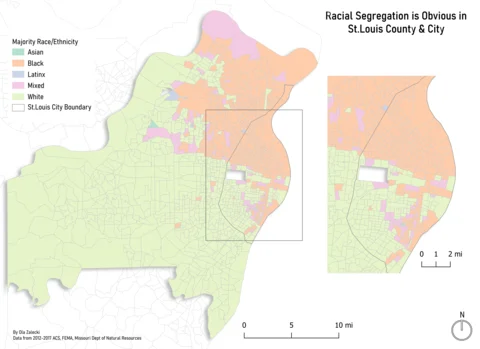 Racial Segregation is Obvious in
St.Louis County & City
Majority Race/Ethnicity
Asian
Black
Latinx
Mixed
White
St.Louis City Boundary
0 1 2 mi
N
0 5 10 mi
By Ola Zalecki
Data from 2012-2017 ACS, FEMA, Missouri Dept of Natural Resources